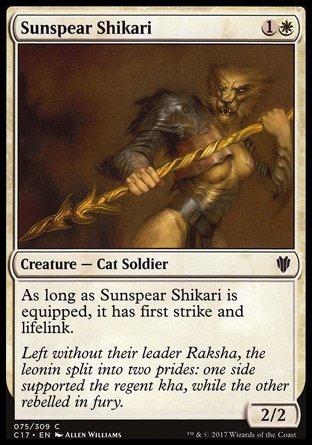 Sunspear Shikari 1
Creature — Cat Soldier
As long as Sunspear Shikari is
equipped, it has first strike and
lifelink.
Left without their leader Raksha, the
leonin split into two prides: one side
supported the regent kha, while the other
rebelled in fury.
2/2
075/309 C
C17 • EN ALLEN WILLIAMS
™ & © 2017 Wizards of the Coast